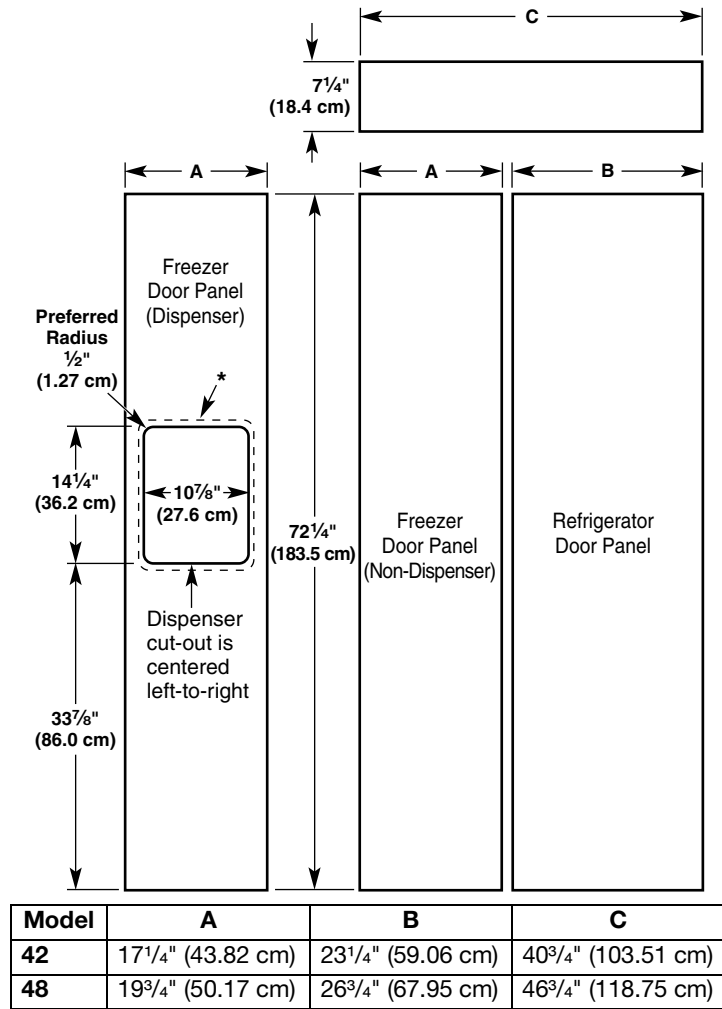 C
7¼"
(18.4 cm)
A
A
B
Freezer
Door Panel
(Dispenser)
Preferred
Radius
½"
(1.27 cm)
*
14¼"
(36.2 cm)
10⅞"
(27.6 cm)
72¼"
(183.5 cm)
Freezer
Door Panel
(Non-Dispenser)
Refrigerator
Door Panel
Dispenser
cut-out is
centered
left-to-right
33⅞"
(86.0 cm)
Model A B C
42 17¼" (43.82 cm) 23¼" (59.06 cm) 40¾" (103.51 cm)
48 19¾" (50.17 cm) 26¾" (67.95 cm) 46¾" (118.75 cm)